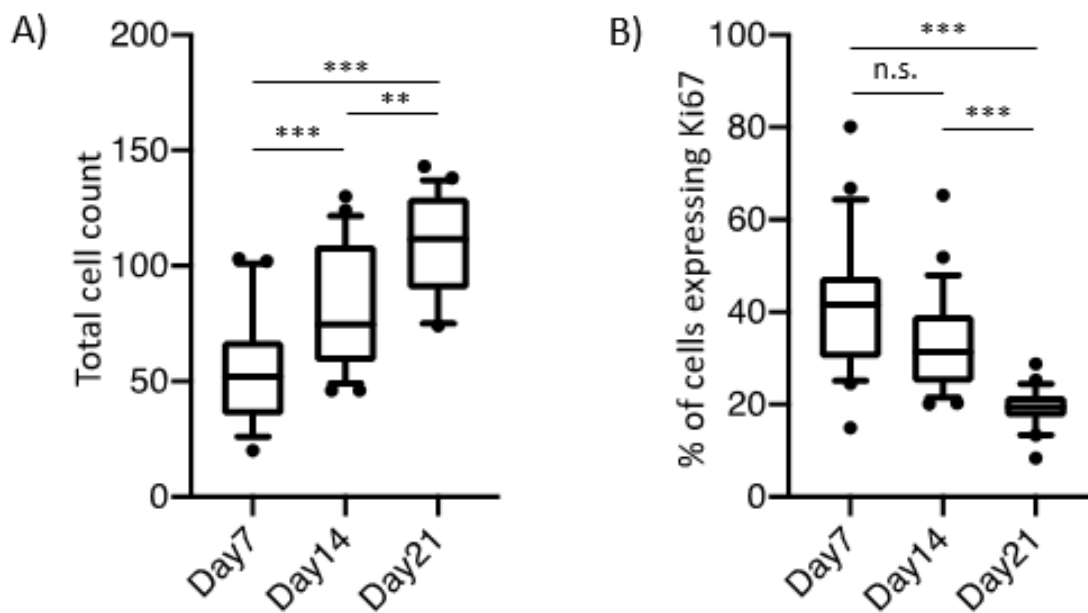 A)
Total cell count
200
150
100
50
0
***
**
***
Day7
Day14
Day21
B)
% of cells expressing Ki67
100
80
60
40
20
0
***
n.s.
***
Day7
Day14
Day21